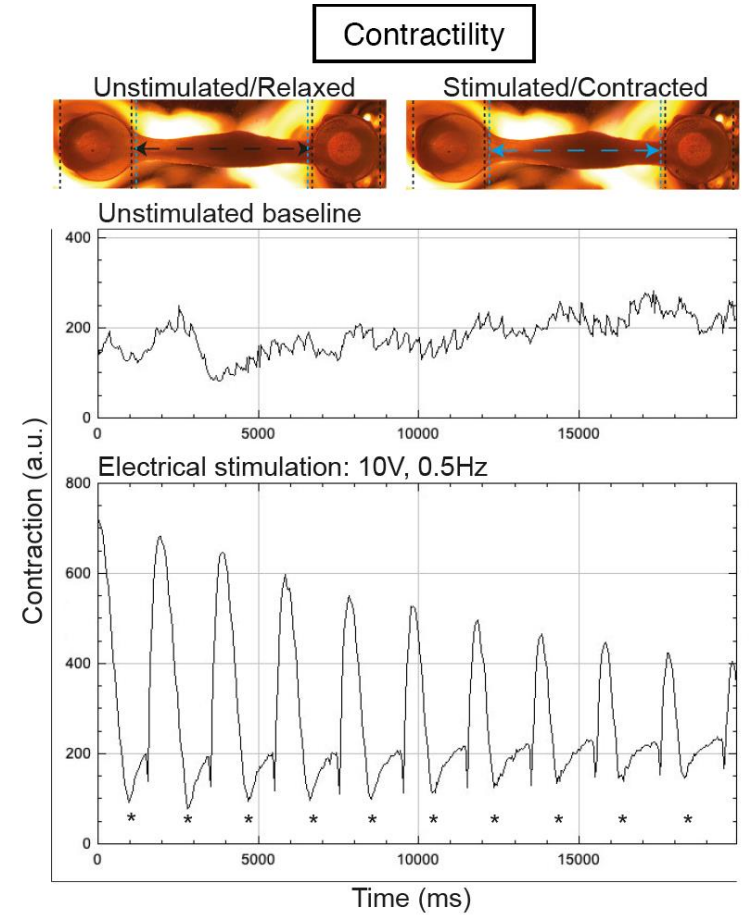 Contractility
Unstimulated/Relaxed
Stimulated/Contracted
Unstimulated baseline
400
200
0
0 5000 10000 15000
Electrical stimulation: 10V, 0.5Hz
800
600
400
200
0
* * * * * * * * * *
0 5000 10000 15000
Contraction (a.u.)
Time (ms)